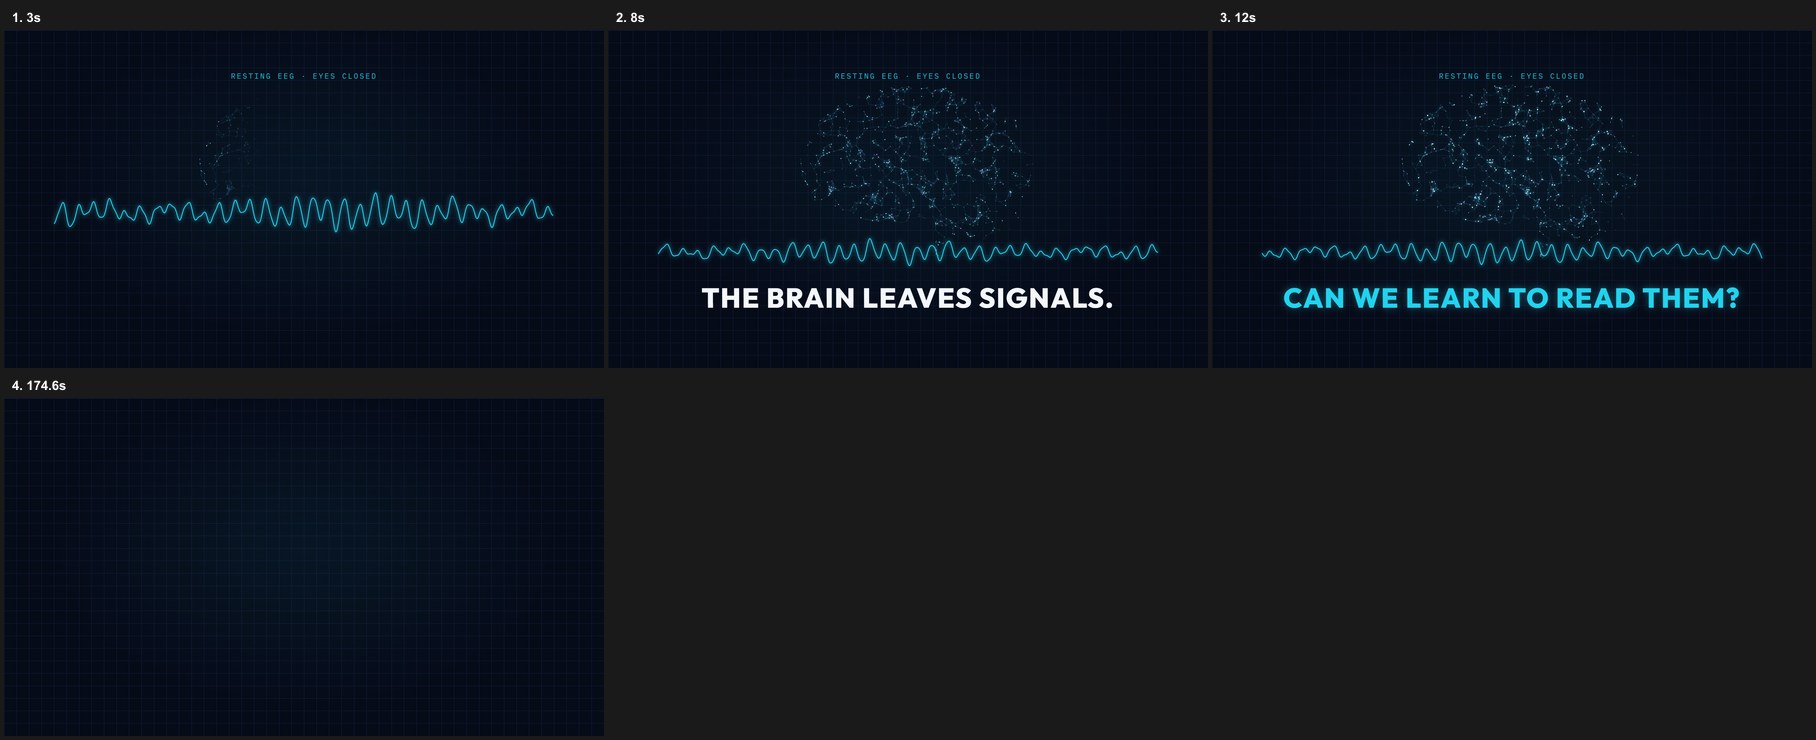 1. 3s
RESTING EEG · EYES CLOSED
2. 8s
RESTING EEG · EYES CLOSED
THE BRAIN LEAVES SIGNALS.
3. 12s
RESTING EEG · EYES CLOSED
CAN WE LEARN TO READ THEM?
4. 174.6s